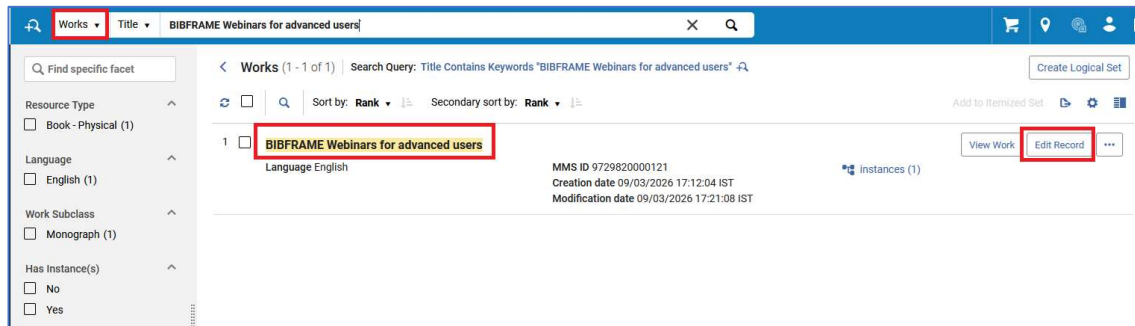 Works Title BIBFRAME Webinars for advanced users
Find specific facet
Resource Type
Book - Physical (1)
Language
English (1)
Work Subclass
Monograph (1)
Has Instance(s)
No
Yes
Works (1 - 1 of 1) Search Query: Title Contains Keywords "BIBFRAME Webinars for advanced users" Create Logical Set
Sort by: Rank Secondary sort by: Rank Add to Itemized Set
1 BIBFRAME Webinars for advanced users View Work Edit Record
Language English MMS ID 9729820000121 instances (1)
Creation date 09/03/2026 17:12:04 IST
Modification date 09/03/2026 17:21:08 IST